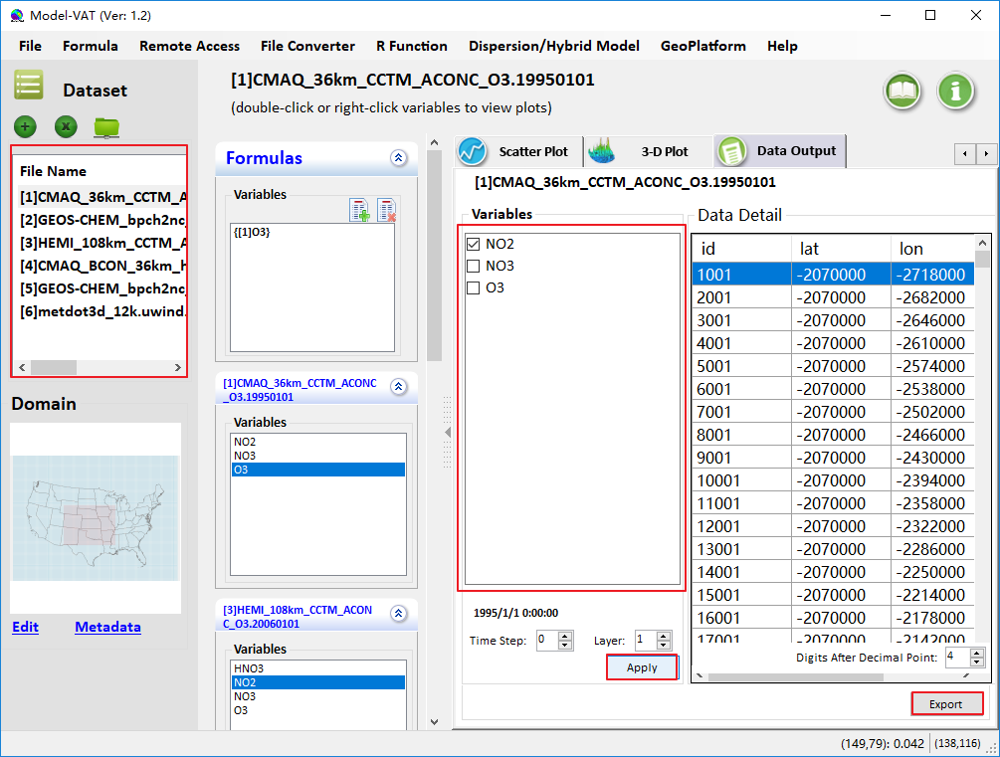 Model-VAT (Ver: 1.2)
File Formula Remote Access File Converter R Function Dispersion/Hybrid Model GeoPlatform Help
Dataset
File Name
[1]CMAQ_36km_CCTM_A
[2]GEOS-CHEM_bpch2nc
[3]HEMI_108km_CCTM_A
[4]CMAQ_BCON_36km_h
[5]GEOS-CHEM_bpch2nc
[6]metdot3d_12k.uwind.
Domain
Edit Metadata
[1]CMAQ_36km_CCTM_ACONC_O3.19950101
(double-click or right-click variables to view plots)
Formulas
Variables
{[1]O3}
[1]CMAQ_36km_CCTM_ACONC
_O3.19950101
Variables
NO2
NO3
O3
[3]HEMI_108km_CCTM_ACON
C_O3.20060101
Variables
HNO3
NO2
NO3
O3
Scatter Plot 3-D Plot Data Output
[1]CMAQ_36km_CCTM_ACONC_O3.19950101
Variables
NO2
NO3
O3
1995/1/1 0:00:00
Time Step: 0 Layer: 1
Apply
Data Detail
id lat lon
1001 -2070000 -2718000
2001 -2070000 -2682000
3001 -2070000 -2646000
4001 -2070000 -2610000
5001 -2070000 -2574000
6001 -2070000 -2538000
7001 -2070000 -2502000
8001 -2070000 -2466000
9001 -2070000 -2430000
10001 -2070000 -2394000
11001 -2070000 -2358000
12001 -2070000 -2322000
13001 -2070000 -2286000
14001 -2070000 -2250000
15001 -2070000 -2214000
16001 -2070000 -2178000
17001 -2070000 -2142000
Digits After Decimal Point: 4
Export
(149,79): 0.042 (138,116)